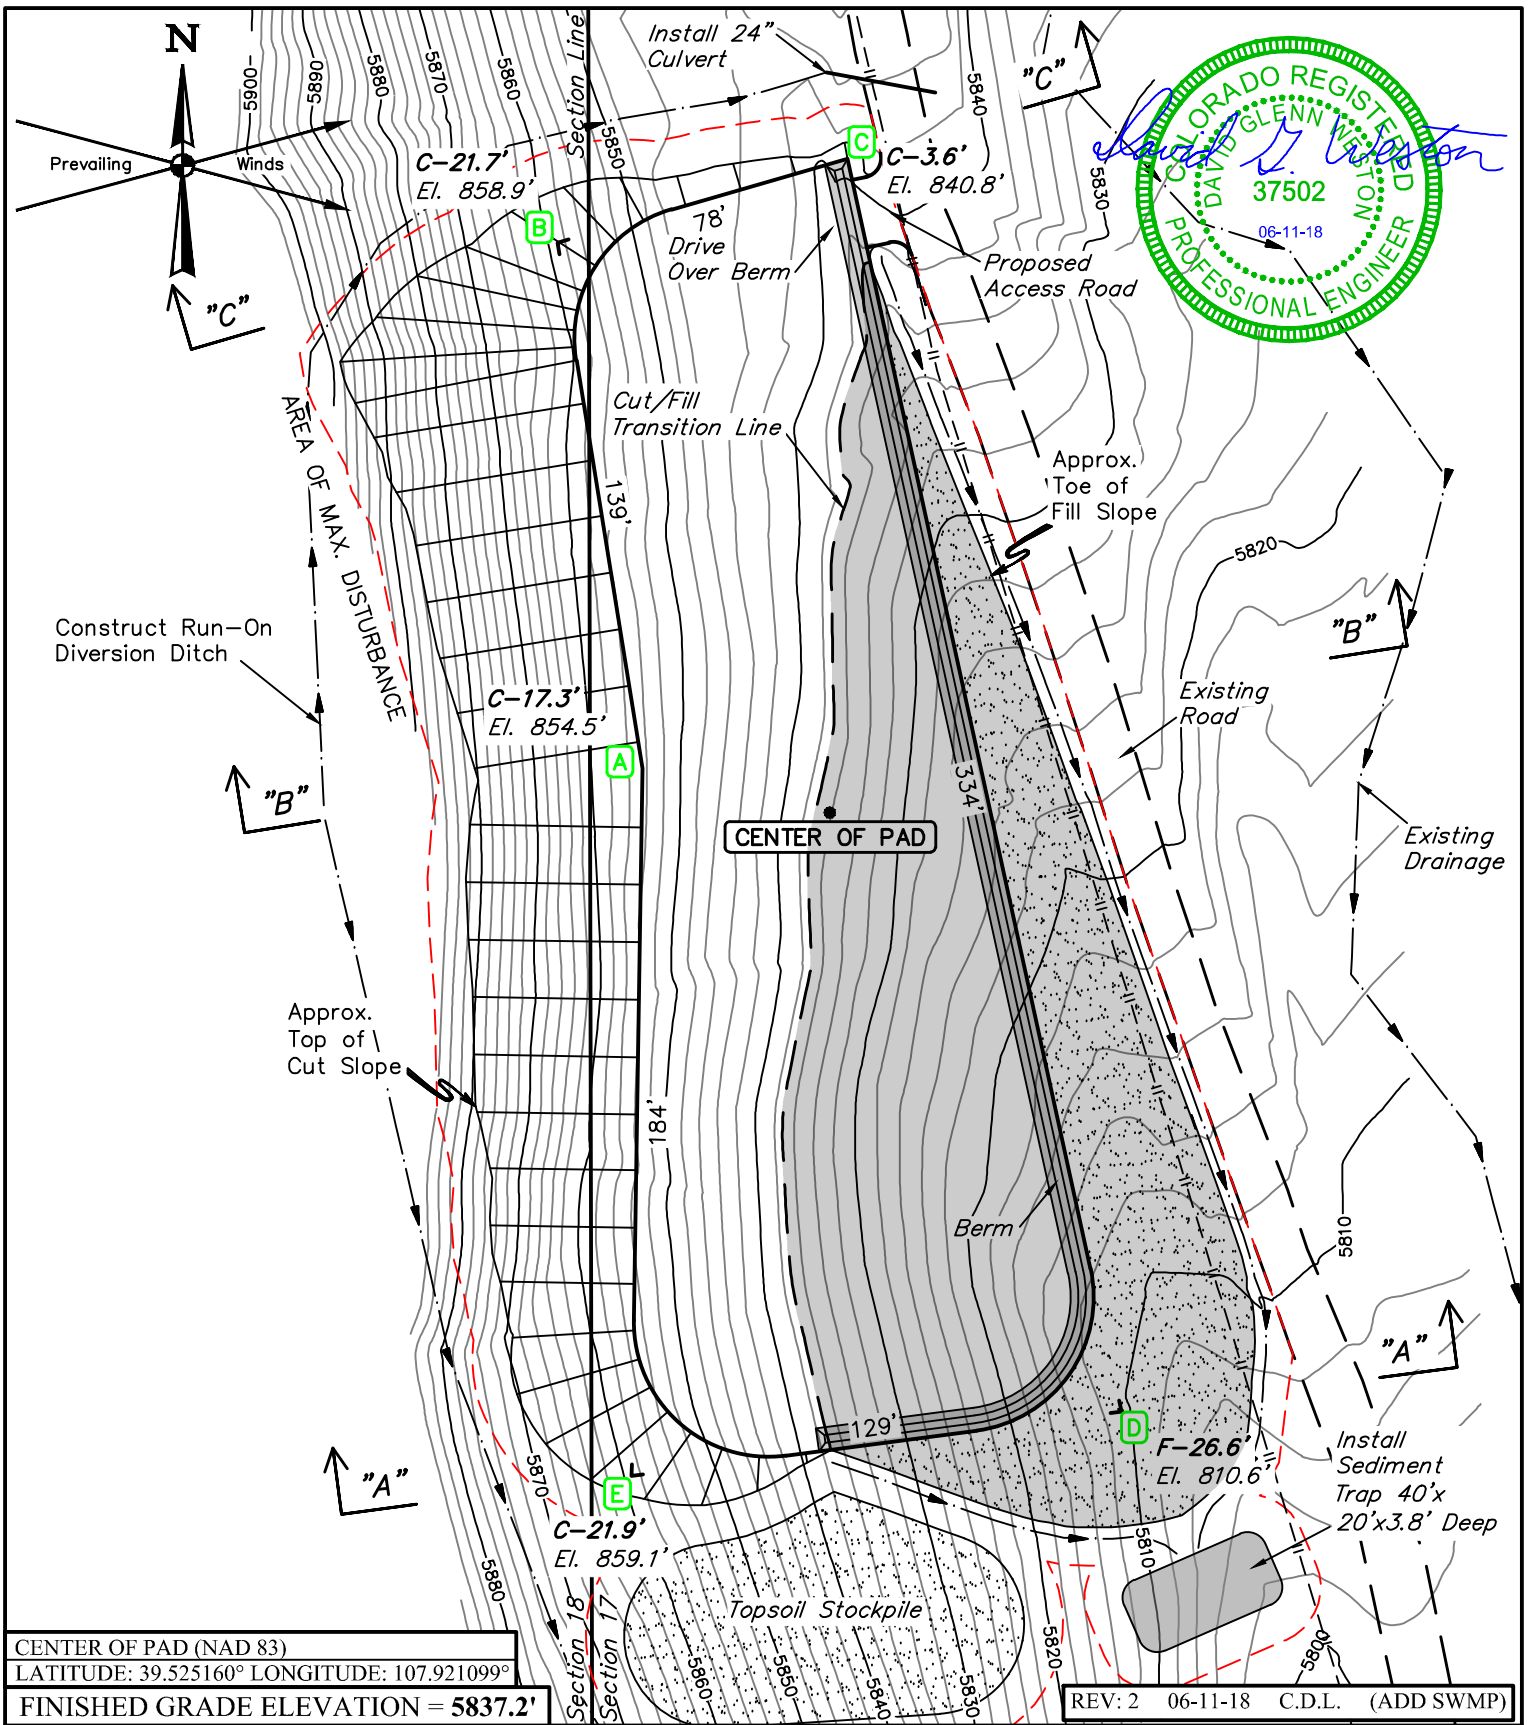 N
Prevailing Winds
"C"
5900
5890
5880
5870
5860
5850
Section Line
Install 24"
Culvert
5840
"C"
5830
COLORADO REGISTERED
DAVID GLENN WESTON
37502
06-11-18
PROFESSIONAL ENGINEER
David G. Weston
C-21.7'
El. 858.9'
B
C
C-3.6'
El. 840.8'
78'
Drive
Over Berm
Proposed
Access Road
Cut/Fill
Transition Line
AREA OF MAX. DISTURBANCE
139'
Approx.
Toe of
Fill Slope
5820
Construct Run-On
Diversion Ditch
"B"
C-17.3'
El. 854.5'
A
Existing
Road
"B"
334'
CENTER OF PAD
Existing
Drainage
Approx.
Top of
Cut Slope
184'
Berm
5810
"A"
129'
D
F-26.6'
El. 810.6'
Install
Sediment
Trap 40'x
20'x3.8' Deep
"A"
5870
E
C-21.9'
El. 859.1'
5880
5810
Topsoil Stockpile
Section 18
Section 17
5860
5850
5840
5830
5820
5800
CENTER OF PAD (NAD 83)
LATITUDE: 39.525160° LONGITUDE: 107.921099°
FINISHED GRADE ELEVATION = 5837.2'
REV: 2 06-11-18 C.D.L. (ADD SWMP)